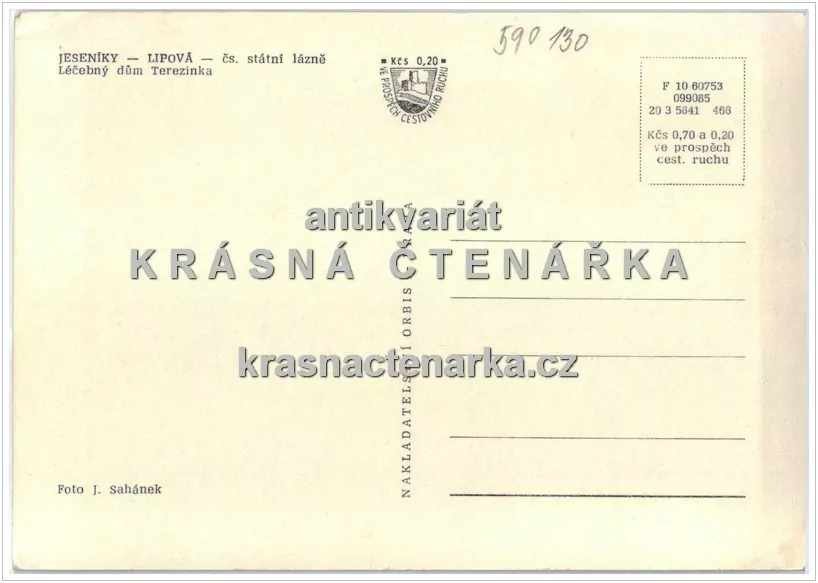 590 130
JESENÍKY — LIPOVÁ — čs. státní lázně
Léčebný dům Terezinka
Kčs 0,20
VE PROSPĚCH CESTOVNÍHO RUCHU
F 10 60753
099085
20 3 5641 466
Kčs 0,70 a 0,20
ve prospěch
cest. ruchu
antikvariát
KRÁSNÁ ČTENÁŘKA
krasnactenarka.cz
NAKLADATELSTVÍ ORBIS PRAHA
Foto J. Sahánek